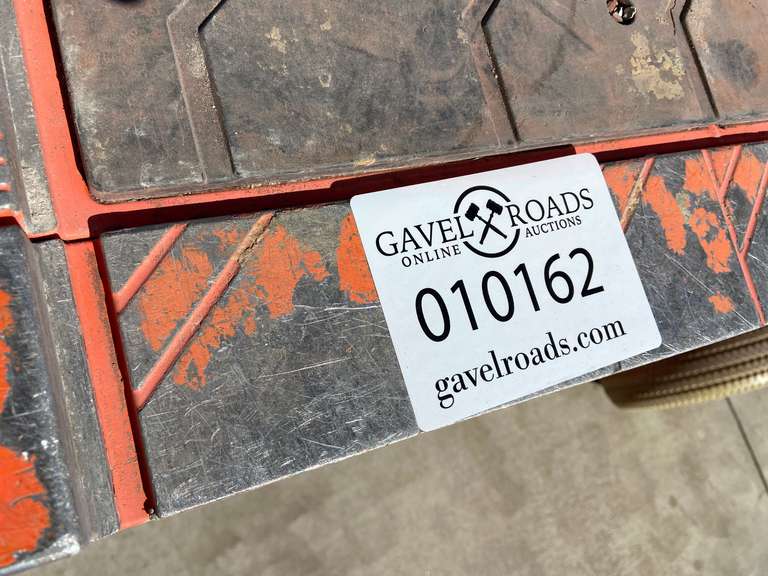 GAVEL ROADS
ONLINE AUCTIONS
010162
gavelroads.com